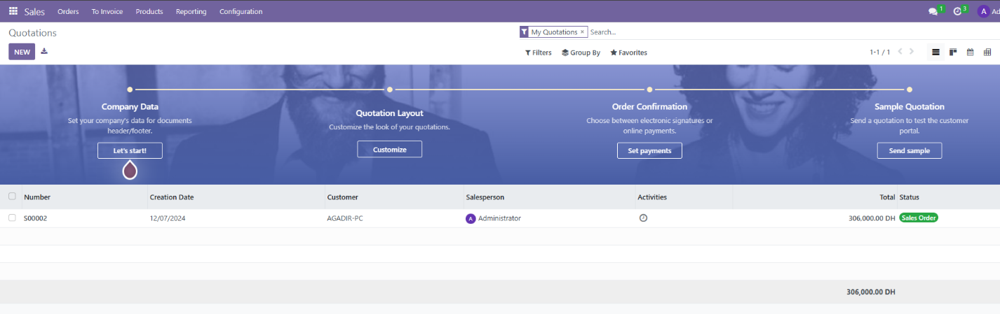 Sales Orders To Invoice Products Reporting Configuration 1 3 A Ad
Quotations
My Quotations × Search...
NEW
Filters Group By Favorites 1-1 / 1
Company Data
Set your company's data for documents
header/footer.
Let's start!
Quotation Layout
Customize the look of your quotations.
Customize
Order Confirmation
Choose between electronic signatures or
online payments.
Set payments
Sample Quotation
Send a quotation to test the customer
portal.
Send sample
Number Creation Date Customer Salesperson Activities Total Status
S00002 12/07/2024 AGADIR-PC A Administrator 306,000.00 DH Sales Order
306,000.00 DH